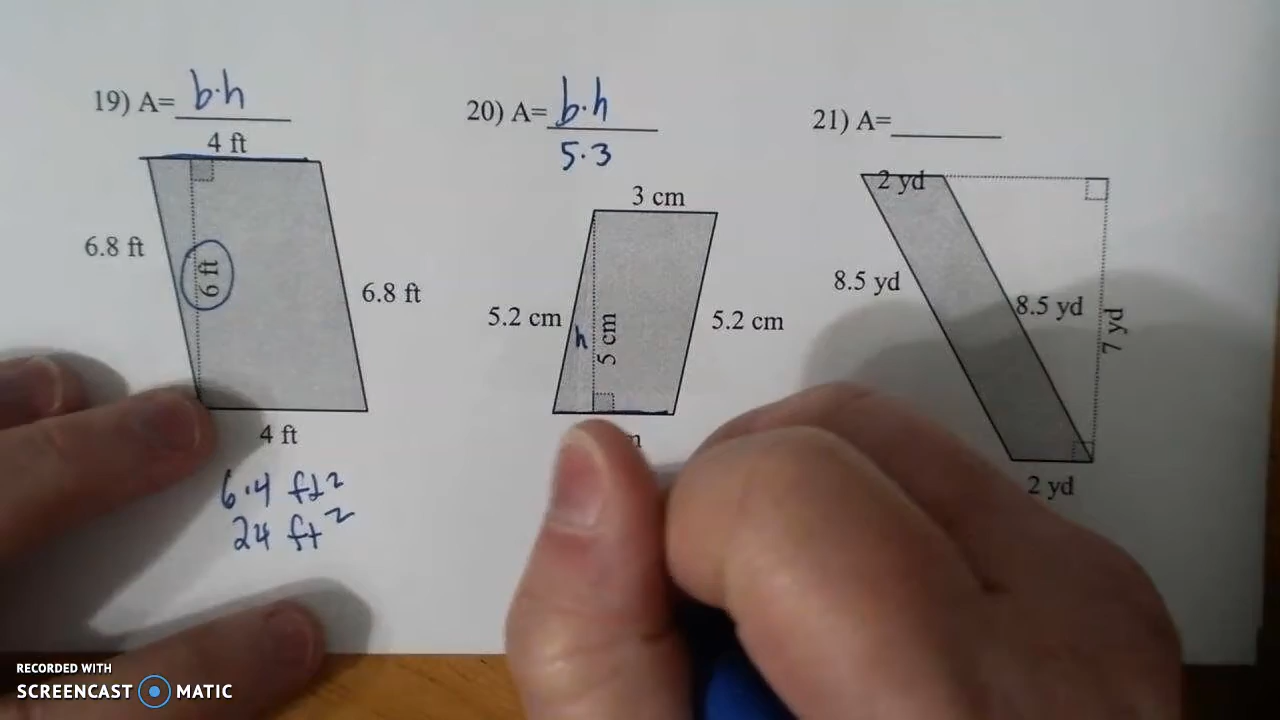 19) A= b·h
4 ft
6.8 ft
6 ft
6.8 ft
4 ft
6·4 ft²
24 ft²
20) A= b·h
5·3
3 cm
5.2 cm
h
5 cm
5.2 cm
21) A=
2 yd
8.5 yd
8.5 yd
7 yd
2 yd
RECORDED WITH
SCREENCAST MATIC